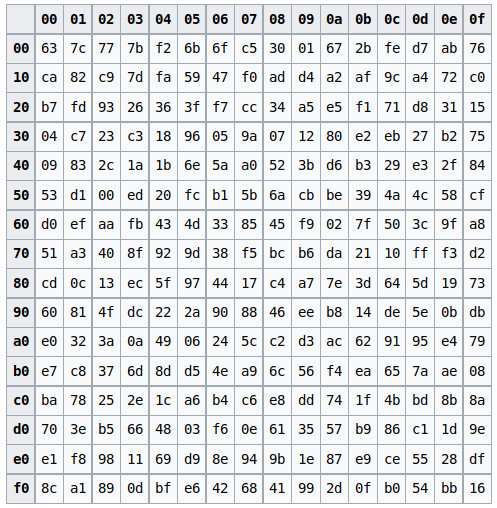 00 01 02 03 04 05 06 07 08 09 0a 0b 0c 0d 0e 0f
00 63 7c 77 7b f2 6b 6f c5 30 01 67 2b fe d7 ab 76
10 ca 82 c9 7d fa 59 47 f0 ad d4 a2 af 9c a4 72 c0
20 b7 fd 93 26 36 3f f7 cc 34 a5 e5 f1 71 d8 31 15
30 04 c7 23 c3 18 96 05 9a 07 12 80 e2 eb 27 b2 75
40 09 83 2c 1a 1b 6e 5a a0 52 3b d6 b3 29 e3 2f 84
50 53 d1 00 ed 20 fc b1 5b 6a cb be 39 4a 4c 58 cf
60 d0 ef aa fb 43 4d 33 85 45 f9 02 7f 50 3c 9f a8
70 51 a3 40 8f 92 9d 38 f5 bc b6 da 21 10 ff f3 d2
80 cd 0c 13 ec 5f 97 44 17 c4 a7 7e 3d 64 5d 19 73
90 60 81 4f dc 22 2a 90 88 46 ee b8 14 de 5e 0b db
a0 e0 32 3a 0a 49 06 24 5c c2 d3 ac 62 91 95 e4 79
b0 e7 c8 37 6d 8d d5 4e a9 6c 56 f4 ea 65 7a ae 08
c0 ba 78 25 2e 1c a6 b4 c6 e8 dd 74 1f 4b bd 8b 8a
d0 70 3e b5 66 48 03 f6 0e 61 35 57 b9 86 c1 1d 9e
e0 e1 f8 98 11 69 d9 8e 94 9b 1e 87 e9 ce 55 28 df
f0 8c a1 89 0d bf e6 42 68 41 99 2d 0f b0 54 bb 16